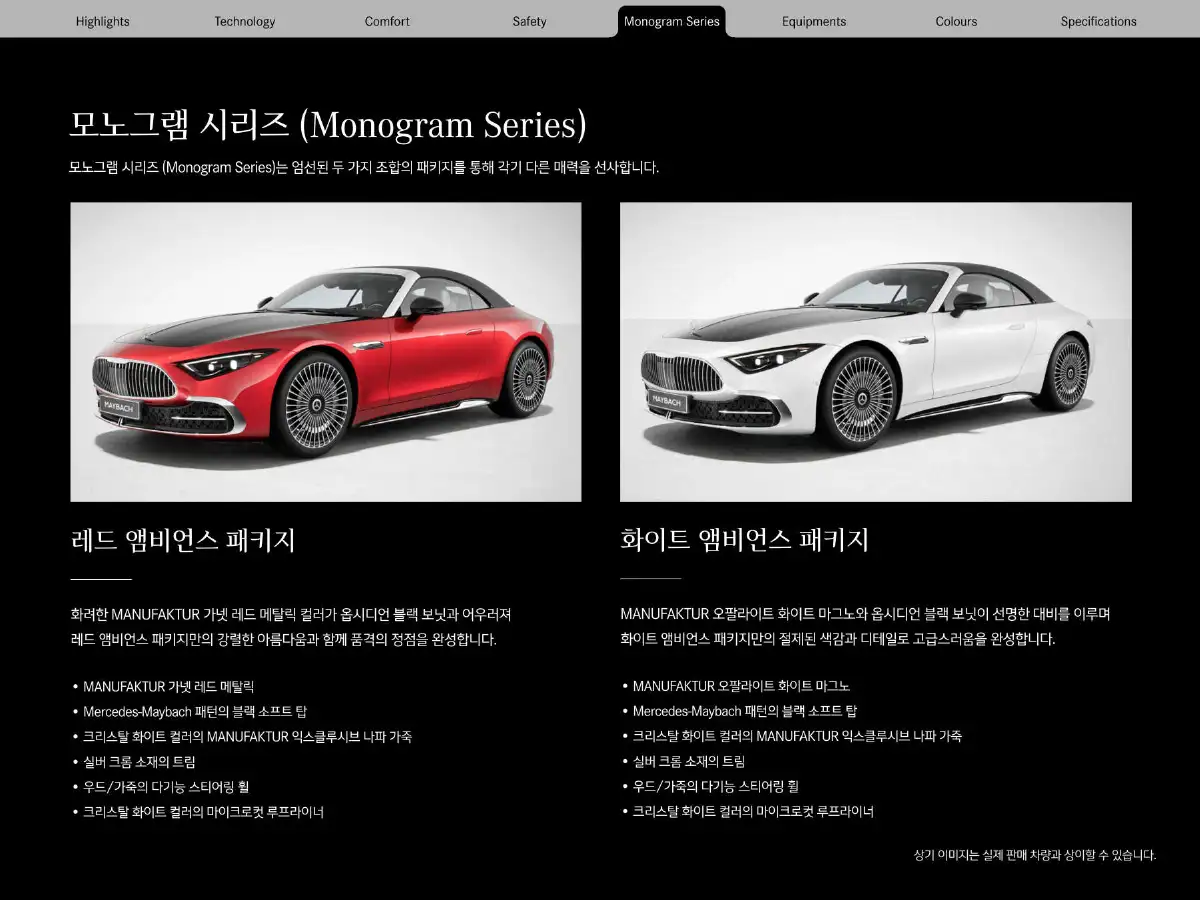 Highlights
Technology
Comfort
Safety
Monogram Series
Equipments
Colours
Specifications
모노그램 시리즈 (Monogram Series)
모노그램 시리즈 (Monogram Series)는 엄선된 두 가지 조합의 패키지를 통해 각기 다른 매력을 선사합니다.
MAYBACH
MAYBACH
레드 앰비언스 패키지
화려한 MANUFAKTUR 가넷 레드 메탈릭 컬러가 옵시디언 블랙 보닛과 어우러져
레드 앰비언스 패키지만의 강렬한 아름다움과 함께 품격의 정점을 완성합니다.
• MANUFAKTUR 가넷 레드 메탈릭
• Mercedes-Maybach 패턴의 블랙 소프트 탑
• 크리스탈 화이트 컬러의 MANUFAKTUR 익스클루시브 나파 가죽
• 실버 크롬 소재의 트림
• 우드/가죽의 다기능 스티어링 휠
• 크리스탈 화이트 컬러의 마이크로컷 루프라이너
화이트 앰비언스 패키지
MANUFAKTUR 오팔라이트 화이트 마그노와 옵시디언 블랙 보닛이 선명한 대비를 이루며
화이트 앰비언스 패키지만의 절제된 색감과 디테일로 고급스러움을 완성합니다.
• MANUFAKTUR 오팔라이트 화이트 마그노
• Mercedes-Maybach 패턴의 블랙 소프트 탑
• 크리스탈 화이트 컬러의 MANUFAKTUR 익스클루시브 나파 가죽
• 실버 크롬 소재의 트림
• 우드/가죽의 다기능 스티어링 휠
• 크리스탈 화이트 컬러의 마이크로컷 루프라이너
상기 이미지는 실제 판매 차량과 상이할 수 있습니다.